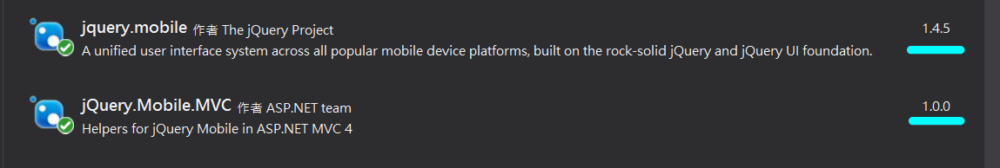 jquery.mobile 作者 The jQuery Project 1.4.5
A unified user interface system across all popular mobile device platforms, built on the rock-solid jQuery and jQuery UI foundation.
jQuery.Mobile.MVC 作者 ASP.NET team 1.0.0
Helpers for jQuery Mobile in ASP.NET MVC 4